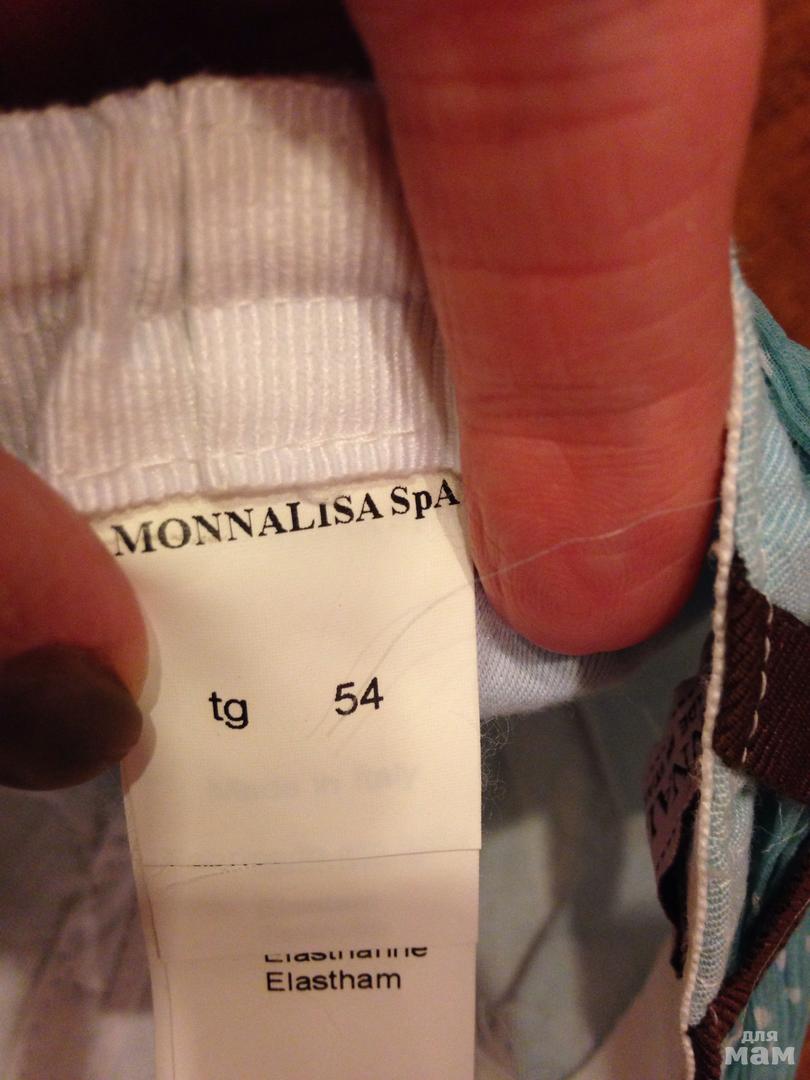 MONNALISA SpA
tg 54
Made in Italy
Elasthanne
Elastham
для
мам